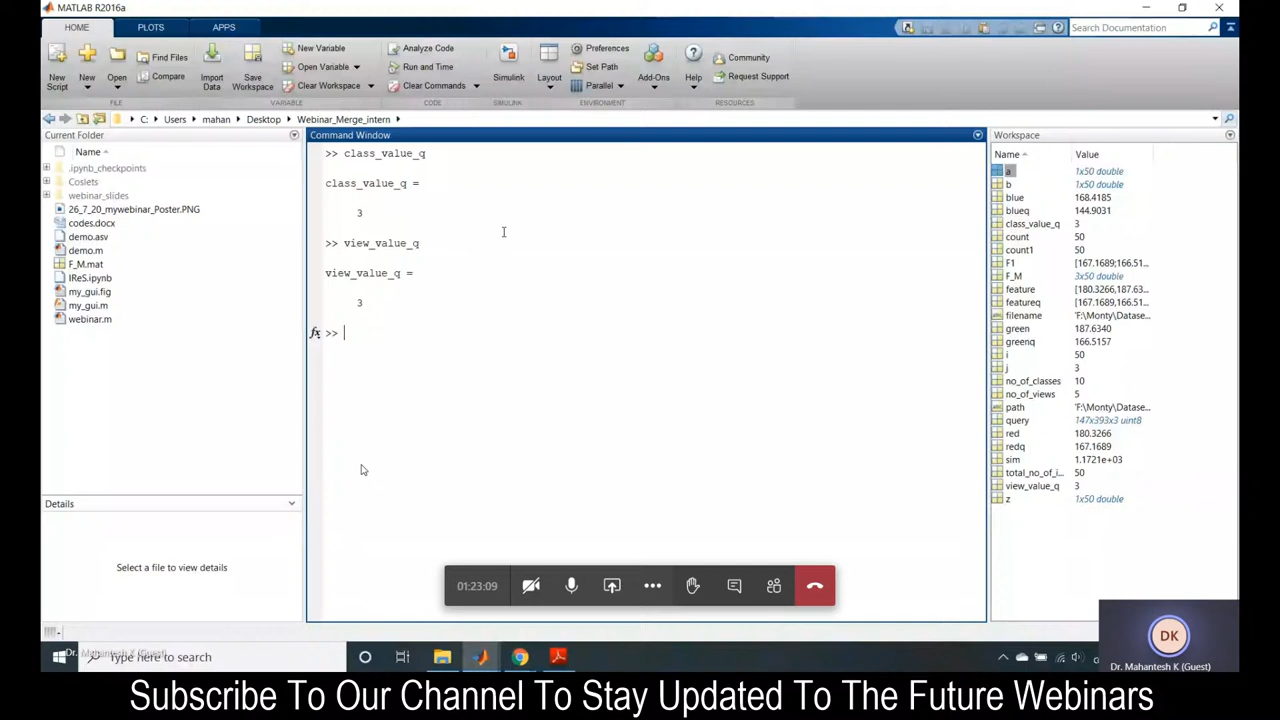 MATLAB R2016a
HOME
PLOTS
APPS
Search Documentation
New Script
New
Open
Find Files
Compare
Import Data
Save Workspace
New Variable
Open Variable
Clear Workspace
Analyze Code
Run and Time
Clear Commands
Simulink
Layout
Preferences
Set Path
Parallel
Add-Ons
Help
Community
Request Support
FILE
VARIABLE
CODE
SIMULINK
ENVIRONMENT
RESOURCES
C:
Users
mahan
Desktop
Webinar_Merge_intern
Current Folder
Name
.ipynb_checkpoints
Coslets
webinar_slides
26_7_20_mywebinar_Poster.PNG
codes.docx
demo.asv
demo.m
F_M.mat
IReS.ipynb
my_gui.fig
my_gui.m
webinar.m
Details
Select a file to view details
Command Window
>> class_value_q
class_value_q =
3
>> view_value_q
view_value_q =
3
fx >>
Workspace
Name Value
a 1x50 double
b 1x50 double
blue 168.4185
blueq 144.9031
class_value_q 3
count 50
count1 50
F1 [167.1689;166.51...
F_M 3x50 double
feature [180.3266,187.63...
featureq [167.1689,166.51...
filename 'F:\Monty\Datase...
green 187.6340
greenq 166.5157
i 50
j 3
no_of_classes 10
no_of_views 5
path 'F:\Monty\Datase...
query 147x393x3 uint8
red 180.3266
redq 167.1689
sim 1.1721e+03
total_no_of_i... 50
view_value_q 3
z 1x50 double
01:23:09
DK
Dr. Mahantesh K (Guest)
Dr. Mahantesh K (Guest)
Type here to search
Subscribe To Our Channel To Stay Updated To The Future Webinars